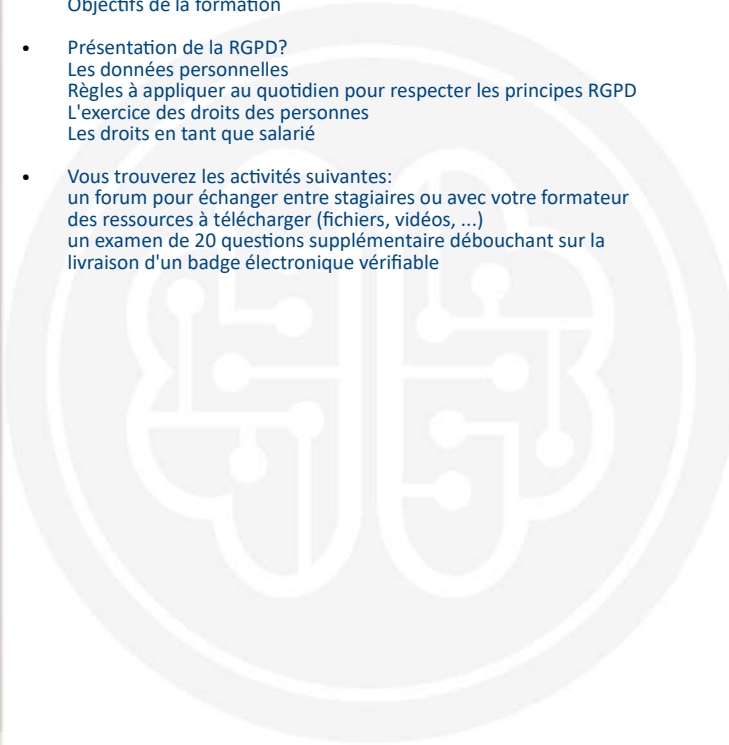 Objectifs de la formation
• Présentation de la RGPD?
Les données personnelles
Règles à appliquer au quotidien pour respecter les principes RGPD
L'exercice des droits des personnes
Les droits en tant que salarié
• Vous trouverez les activités suivantes:
un forum pour échanger entre stagiaires ou avec votre formateur
des ressources à télécharger (fichiers, vidéos, ...)
un examen de 20 questions supplémentaire débouchant sur la
livraison d'un badge électronique vérifiable